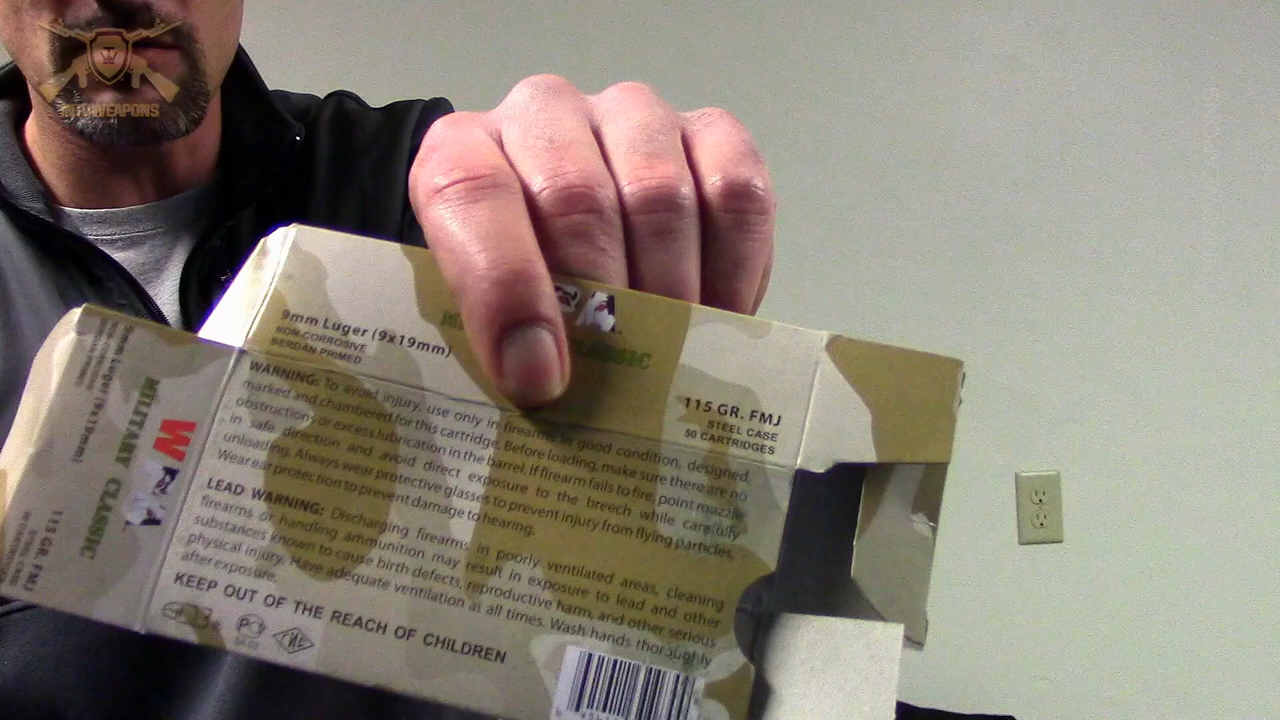 9mm Luger (9x19mm)
NON-CORROSIVE
BERDAN PRIMED
CLASSIC
115 GR. FMJ
STEEL CASE
50 CARTRIDGES
WARNING: To avoid injury, use only in firearms in good condition, designed
marked and chambered for this cartridge. Before loading, make sure there are no
obstructions or excess lubrication in the barrel. If firearm fails to fire, point muzzle
in safe direction and avoid direct exposure to the breech while carefully
unloading. Always wear protective glasses to prevent injury from flying particles.
Wear ear protection to prevent damage to hearing.
LEAD WARNING: Discharging firearms in poorly ventilated areas, cleaning
firearms or handling ammunition may result in exposure to lead and other
substances known to cause birth defects, reproductive harm, and other serious
physical injury. Have adequate ventilation at all times. Wash hands thoroughly
after exposure.
KEEP OUT OF THE REACH OF CHILDREN
9mm Luger (9x19mm)
MILITARY CLASSIC
W
A
115 GR. FMJ